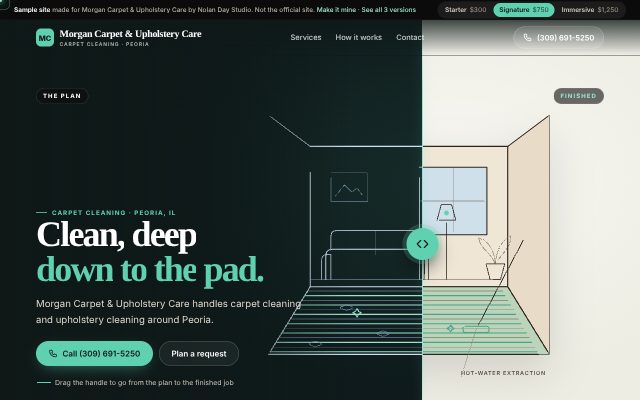 Sample site made for Morgan Carpet & Upholstery Care by Nolan Day Studio. Not the official site. Make it mine · See all 3 versions
Starter $300 Signature $750 Immersive $1,250
MC
Morgan Carpet & Upholstery Care
CARPET CLEANING · PEORIA
Services How it works Contact
(309) 691-5250
THE PLAN
FINISHED
CARPET CLEANING · PEORIA, IL
Clean, deep
down to the pad.
Morgan Carpet & Upholstery Care handles carpet cleaning
and upholstery cleaning around Peoria.
Call (309) 691-5250
Plan a request
HOT-WATER EXTRACTION
Drag the handle to go from the plan to the finished job